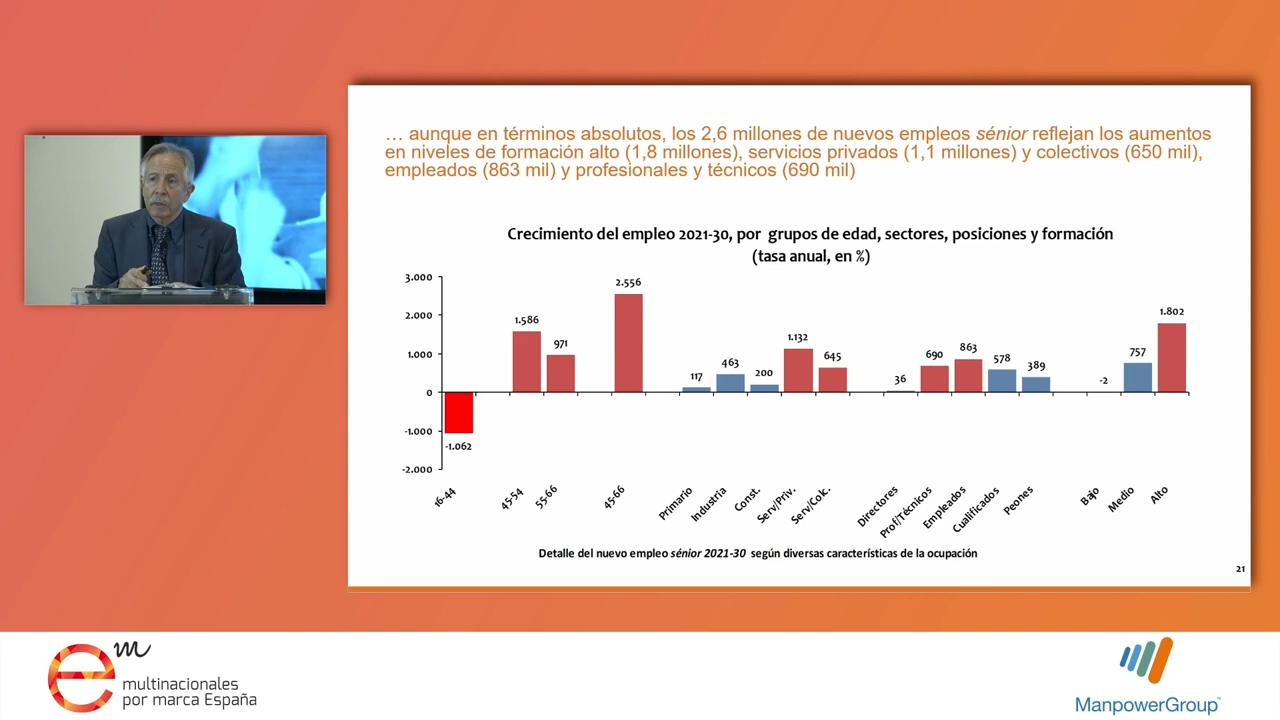 … aunque en términos absolutos, los 2,6 millones de nuevos empleos sénior reflejan los aumentos
en niveles de formación alto (1,8 millones), servicios privados (1,1 millones) y colectivos (650 mil),
empleados (863 mil) y profesionales y técnicos (690 mil)
Crecimiento del empleo 2021-30, por grupos de edad, sectores, posiciones y formación
(tasa anual, en %)
3.000
2.000
1.000
0
-1.000
-2.000
-1.062
1.586
971
2.556
117
463
200
1.132
645
36
690
863
578
389
-2
757
1.802
16-44
45-54
55-66
45-66
Primario
Industria
Const.
Serv/Priv.
Serv/Colc.
Directores
Prof/Técnicos
Empleados
Cualificados
Peones
Bajo
Medio
Alto
Detalle del nuevo empleo sénior 2021-30 según diversas características de la ocupación
21
em
multinacionales
por marca España
ManpowerGroup™